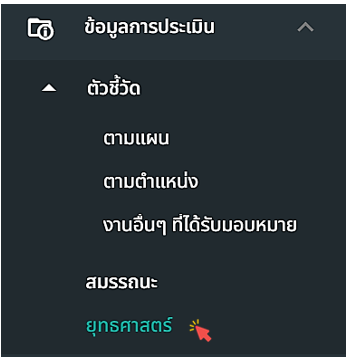 ข้อมูลการประเมิน
ตัวชี้วัด
ตามแผน
ตามตำแหน่ง
งานอื่นๆ ที่ได้รับมอบหมาย
สมรรถนะ
ยุทธศาสตร์